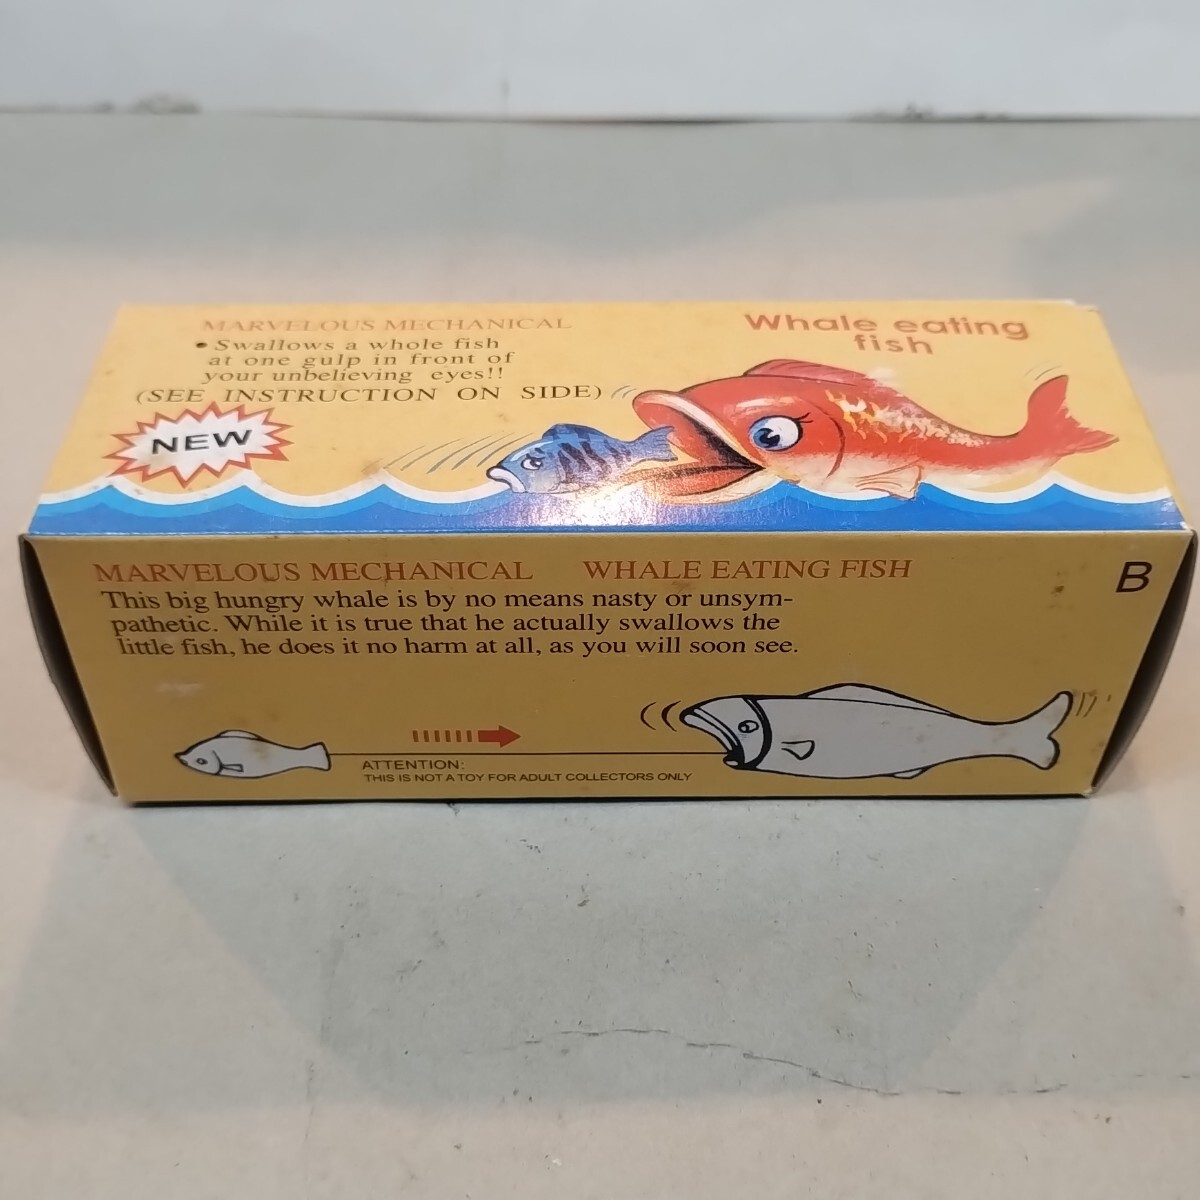 MARVELOUS MECHANICAL
• Swallows a whole fish
at one gulp in front of
your unbelieving eyes!!
(SEE INSTRUCTION ON SIDE)
NEW
Whale eating
fish
MARVELOUS MECHANICAL WHALE EATING FISH
B
This big hungry whale is by no means nasty or unsym-
pathetic. While it is true that he actually swallows the
little fish, he does it no harm at all, as you will soon see.
ATTENTION:
THIS IS NOT A TOY FOR ADULT COLLECTORS ONLY